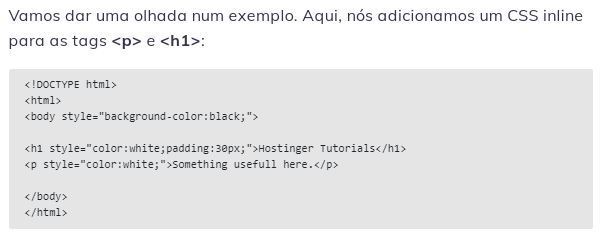 Vamos dar uma olhada num exemplo. Aqui, nós adicionamos um CSS inline
para as tags <p> e <h1>:
<!DOCTYPE html>
<html>
<body style="background-color:black;">
<h1 style="color:white;padding:30px;">Hostinger Tutorials</h1>
<p style="color:white;">Something usefull here.</p>
</body>
</html>